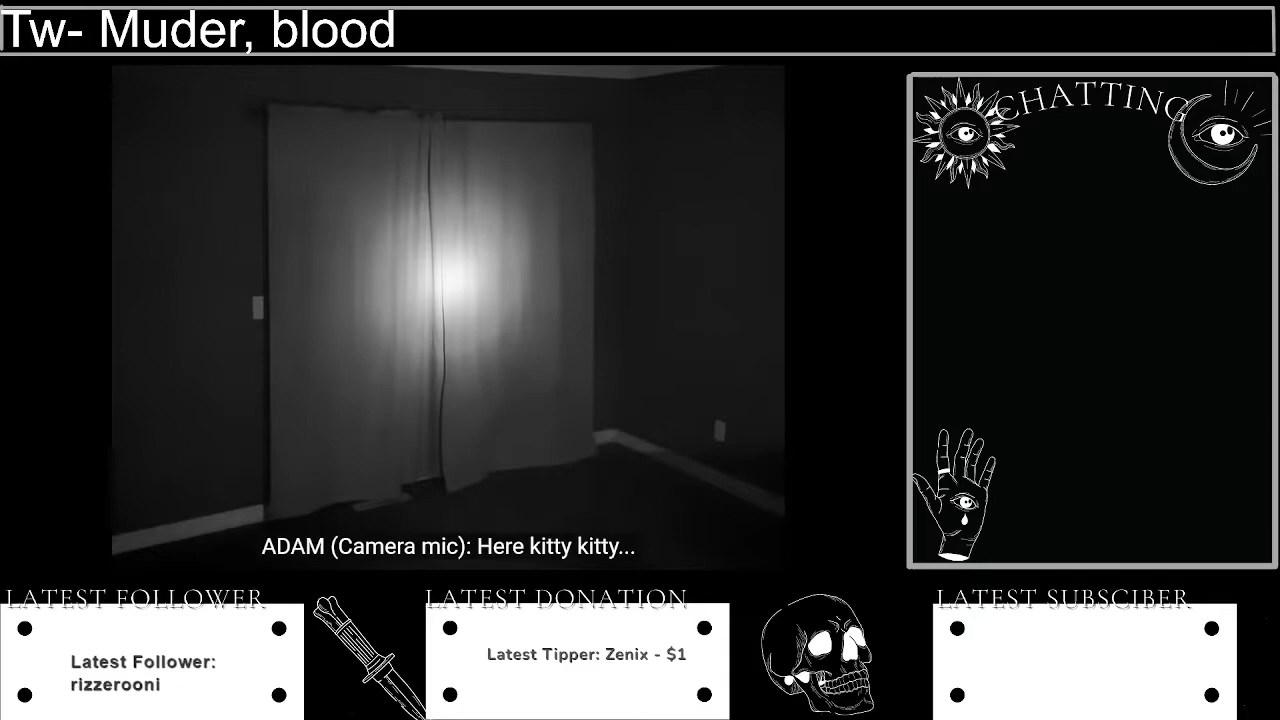 Tw- Muder, blood
CHATTING
ADAM (Camera mic): Here kitty kitty...
LATEST FOLLOWER
LATEST DONATION
LATEST SUBSCIBER
Latest Follower:
rizzerooni
Latest Tipper: Zenix - $1